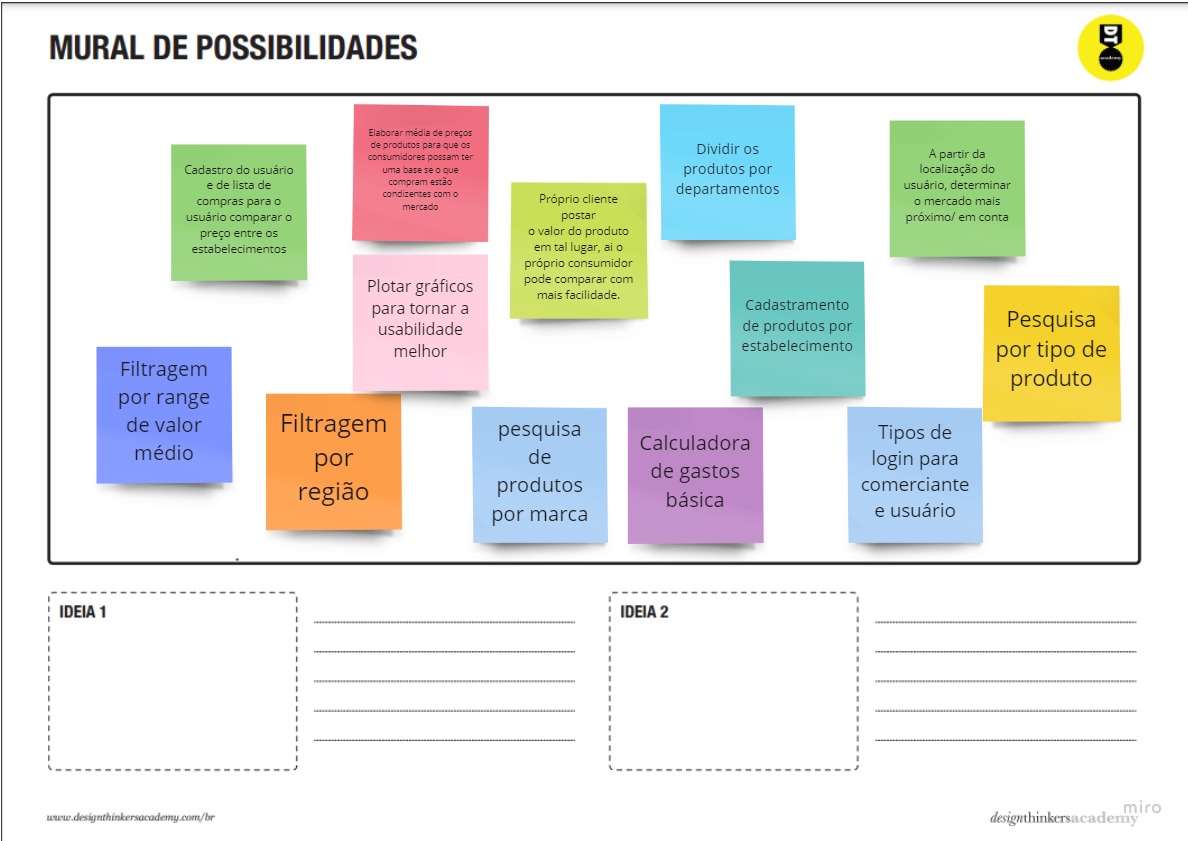 MURAL DE POSSIBILIDADES
DT
academy
Cadastro do usuário
e de lista de
compras para o
usuário comparar o
preço entre os
estabelecimentos
Elaborar média de preços
de produtos para que os
consumidores possam ter
uma base se o que
compram estão
condizentes com o
mercado
Próprio cliente
postar
o valor do produto
em tal lugar, ai o
próprio consumidor
pode comparar com
mais facilidade.
Dividir os
produtos por
departamentos
A partir da
localização do
usuário, determinar
o mercado mais
próximo/ em conta
Plotar gráficos
para tornar a
usabilidade
melhor
Cadastramento
de produtos por
estabelecimento
Pesquisa
por tipo de
produto
Filtragem
por range
de valor
médio
Filtragem
por
região
pesquisa
de
produtos
por marca
Calculadora
de gastos
básica
Tipos de
login para
comerciante
e usuário
IDEIA 1
IDEIA 2
www.designthinkersacademy.com/br
designthinkersacademy
miro